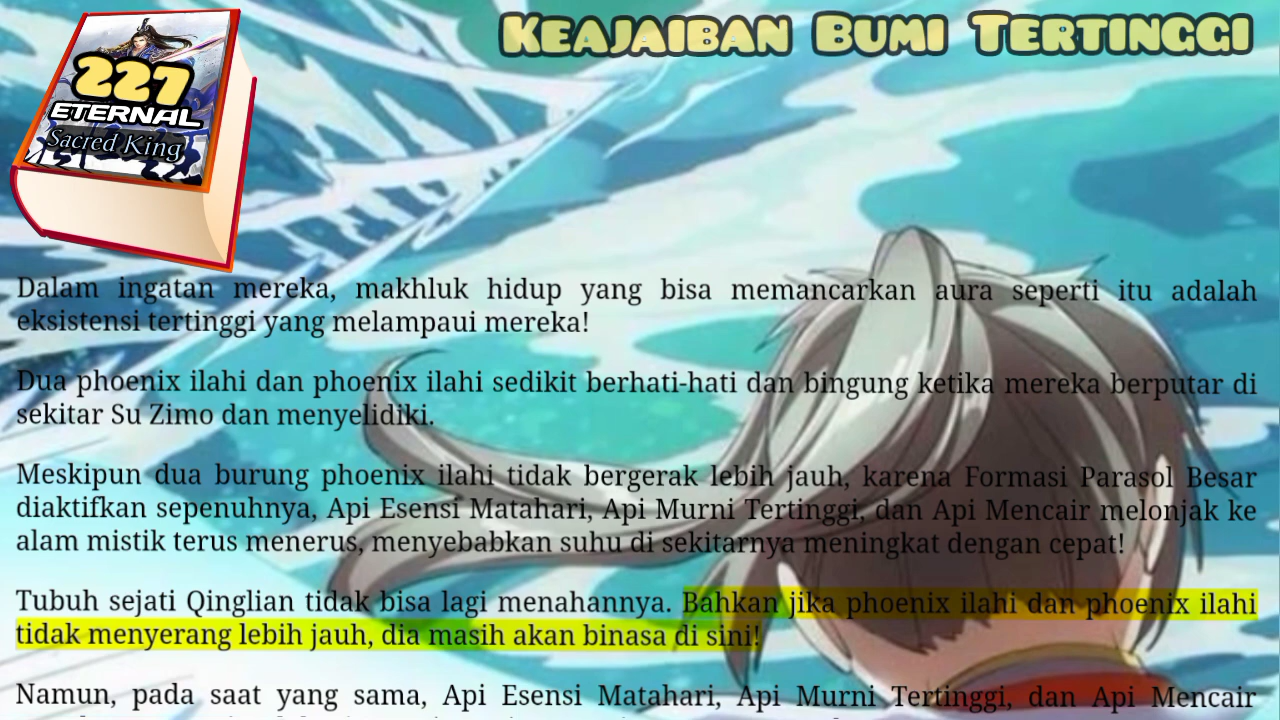 Keajaiban Bumi Tertinggi
227
ETERNAL
Sacred King
Dalam ingatan mereka, makhluk hidup yang bisa memancarkan aura seperti itu adalah
eksistensi tertinggi yang melampaui mereka!
Dua phoenix ilahi dan phoenix ilahi sedikit berhati-hati dan bingung ketika mereka berputar di
sekitar Su Zimo dan menyelidiki.
Meskipun dua burung phoenix ilahi tidak bergerak lebih jauh, karena Formasi Parasol Besar
diaktifkan sepenuhnya, Api Esensi Matahari, Api Murni Tertinggi, dan Api Mencair melonjak ke
alam mistik terus menerus, menyebabkan suhu di sekitarnya meningkat dengan cepat!
Tubuh sejati Qinglian tidak bisa lagi menahannya. Bahkan jika phoenix ilahi dan phoenix ilahi
tidak menyerang lebih jauh, dia masih akan binasa di sini!
Namun, pada saat yang sama, Api Esensi Matahari, Api Murni Tertinggi, dan Api Mencair